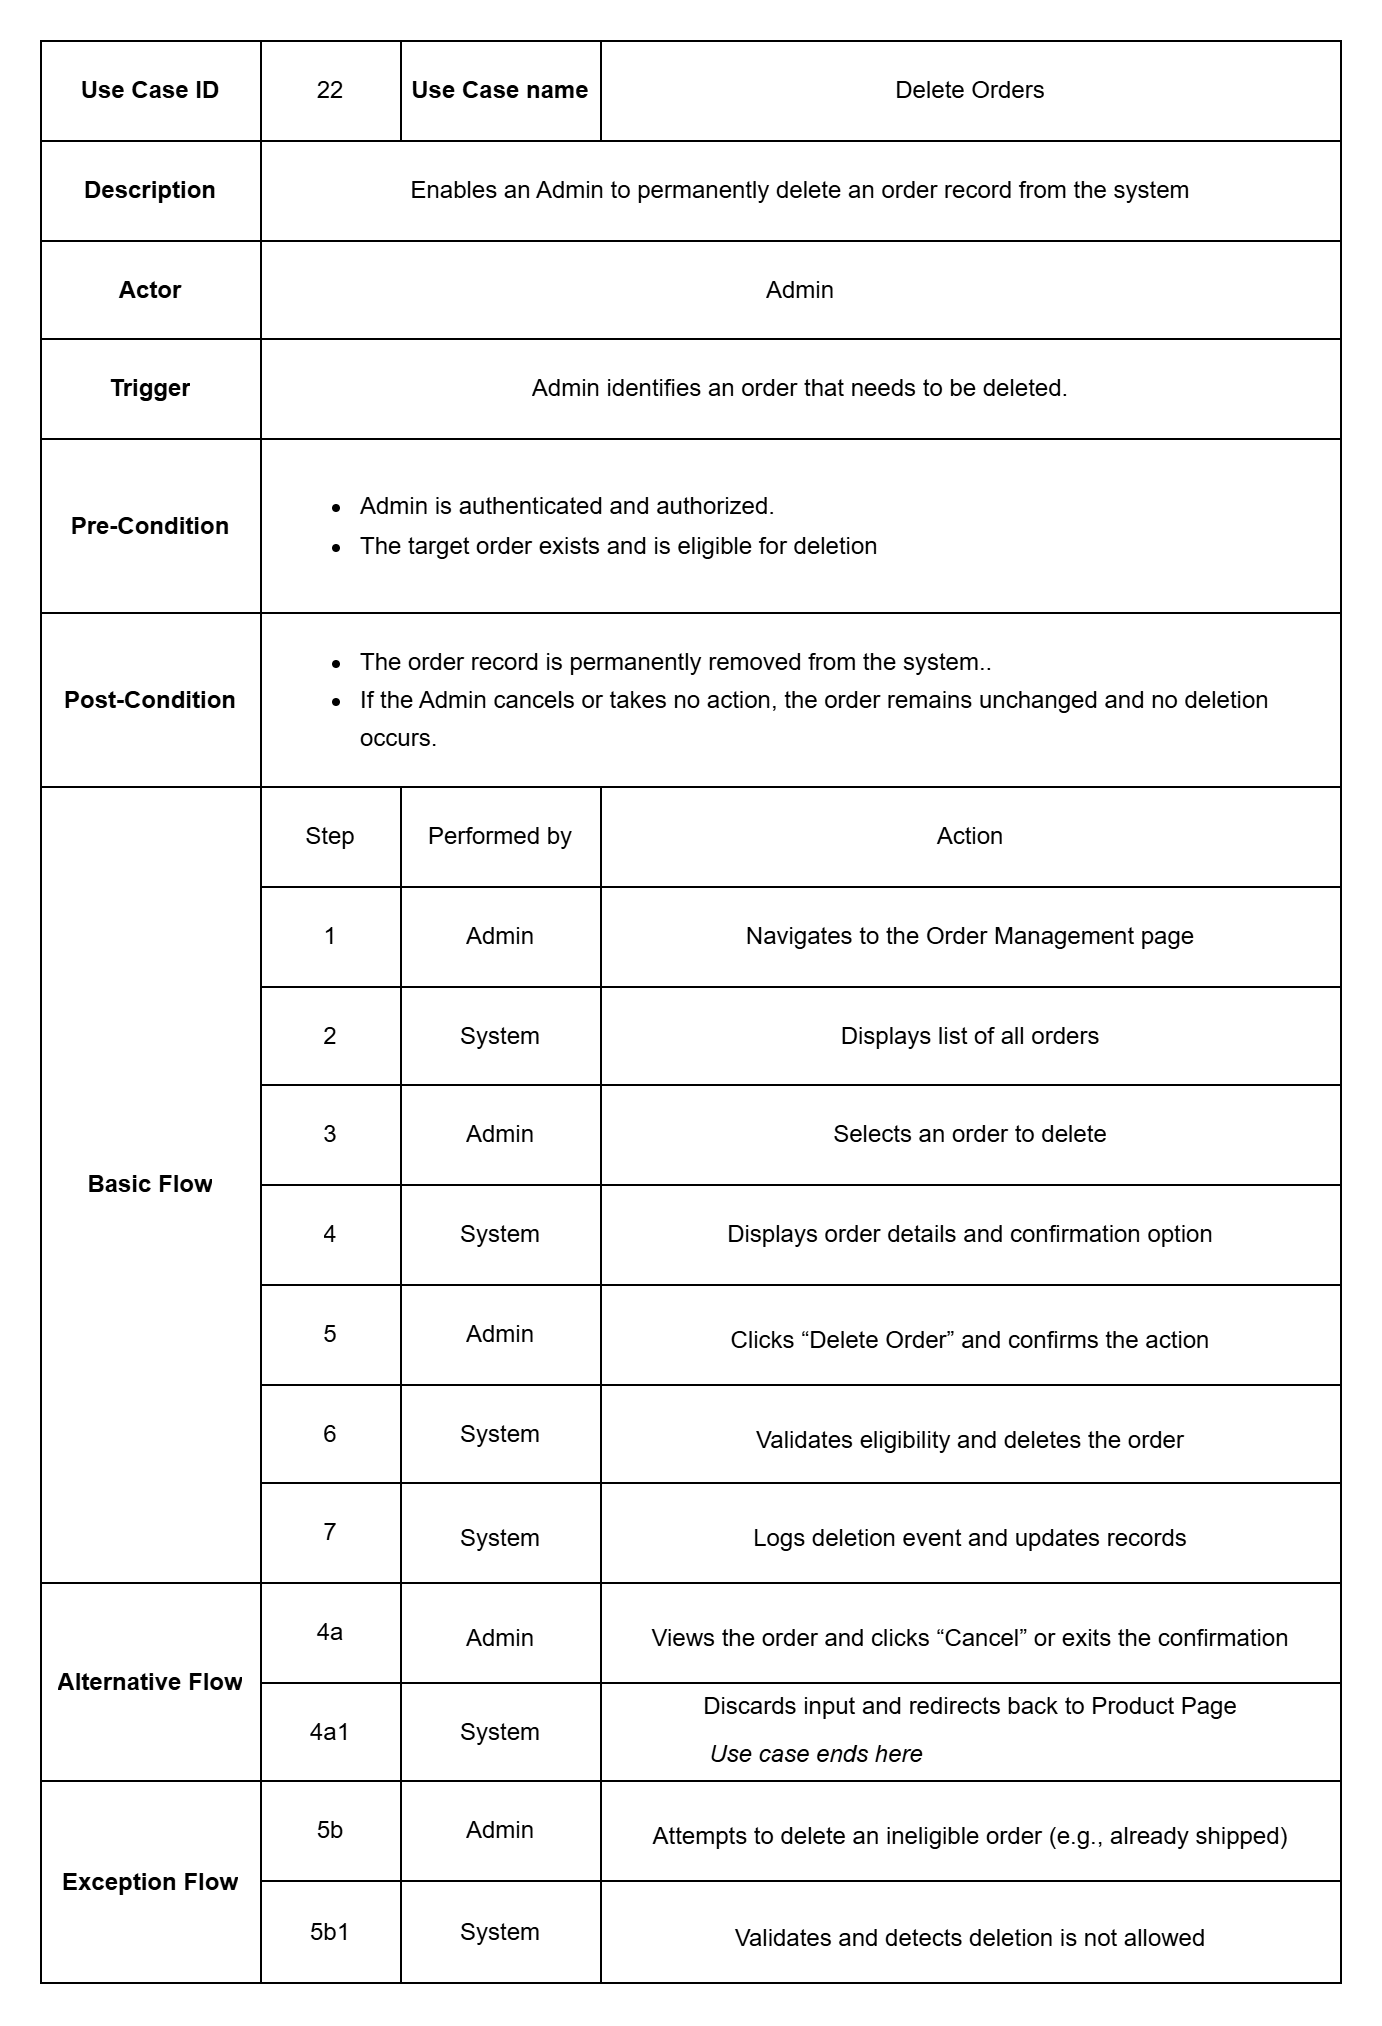 Use Case ID 22 Use Case name Delete Orders
Description Enables an Admin to permanently delete an order record from the system
Actor Admin
Trigger Admin identifies an order that needs to be deleted.
Pre-Condition
• Admin is authenticated and authorized.
• The target order exists and is eligible for deletion
Post-Condition
• The order record is permanently removed from the system..
• If the Admin cancels or takes no action, the order remains unchanged and no deletion
occurs.
Basic Flow
Step Performed by Action
1 Admin Navigates to the Order Management page
2 System Displays list of all orders
3 Admin Selects an order to delete
4 System Displays order details and confirmation option
5 Admin Clicks “Delete Order” and confirms the action
6 System Validates eligibility and deletes the order
7 System Logs deletion event and updates records
Alternative Flow
4a Admin Views the order and clicks “Cancel” or exits the confirmation
4a1 System Discards input and redirects back to Product Page
Use case ends here
Exception Flow
5b Admin Attempts to delete an ineligible order (e.g., already shipped)
5b1 System Validates and detects deletion is not allowed